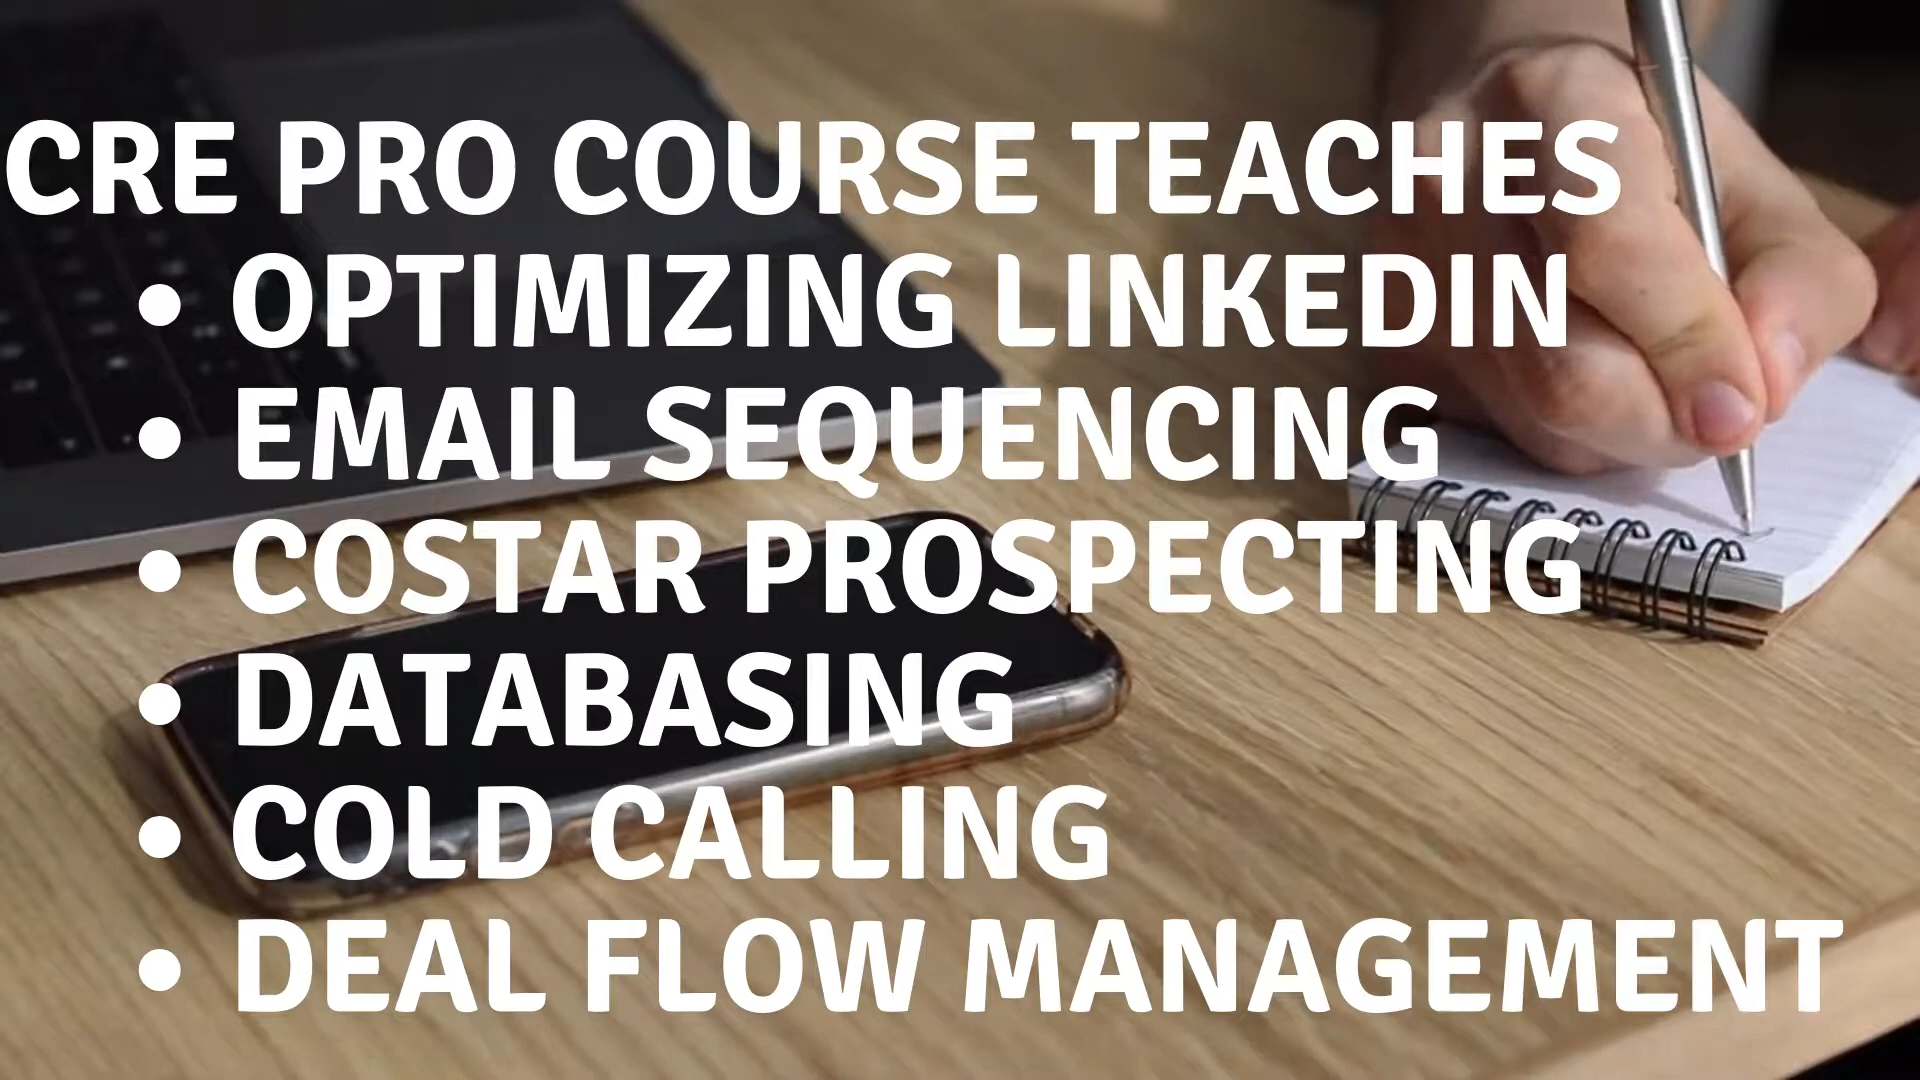 CRE PRO COURSE TEACHES
• OPTIMIZING LINKEDIN
• EMAIL SEQUENCING
• COSTAR PROSPECTING
• DATABASING
• COLD CALLING
• DEAL FLOW MANAGEMENT